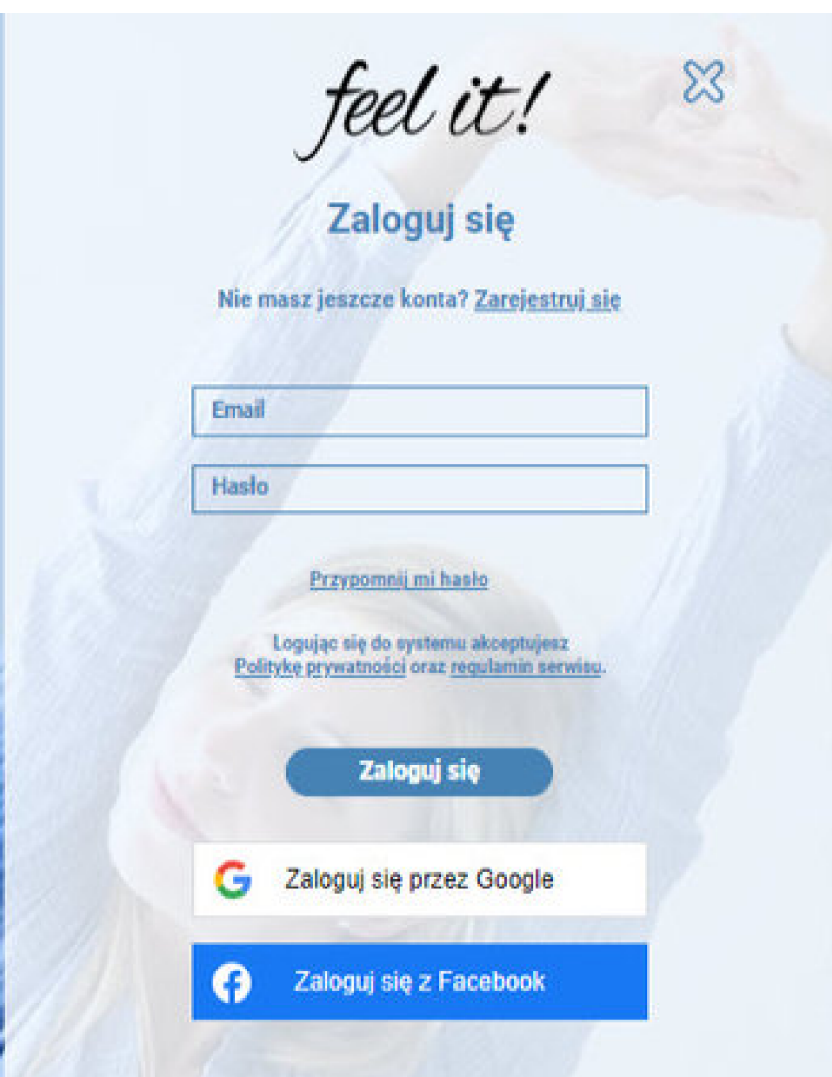 feel it!
Zaloguj się
Nie masz jeszcze konta? Zarejestruj się
Email
Hasło
Przypomnij mi hasło
Logując się do systemu akceptujesz
Politykę prywatności oraz regulamin serwisu.
Zaloguj się
Zaloguj się przez Google
Zaloguj się z Facebook